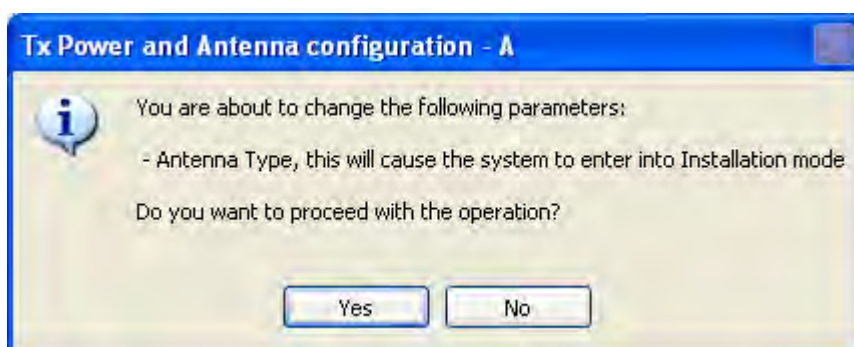 Tx Power and Antenna configuration - A
You are about to change the following parameters:
- Antenna Type, this will cause the system to enter into Installation mode
Do you want to proceed with the operation?
Yes
No